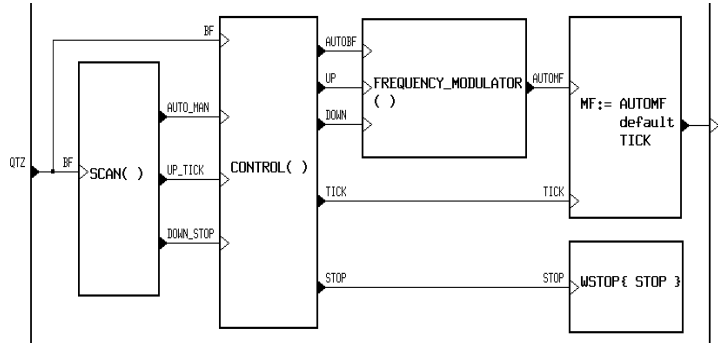 BF
AUTOBF
UP
FREQUENCY_MODULATOR
( )
AUTOMF
MF:= AUTOMF
default
TICK
AUTO_MAN
DOWN
QTZ
BF
SCAN( )
UP_TICK
CONTROL( )
TICK
TICK
DOWN_STOP
STOP
STOP
WSTOP{ STOP }